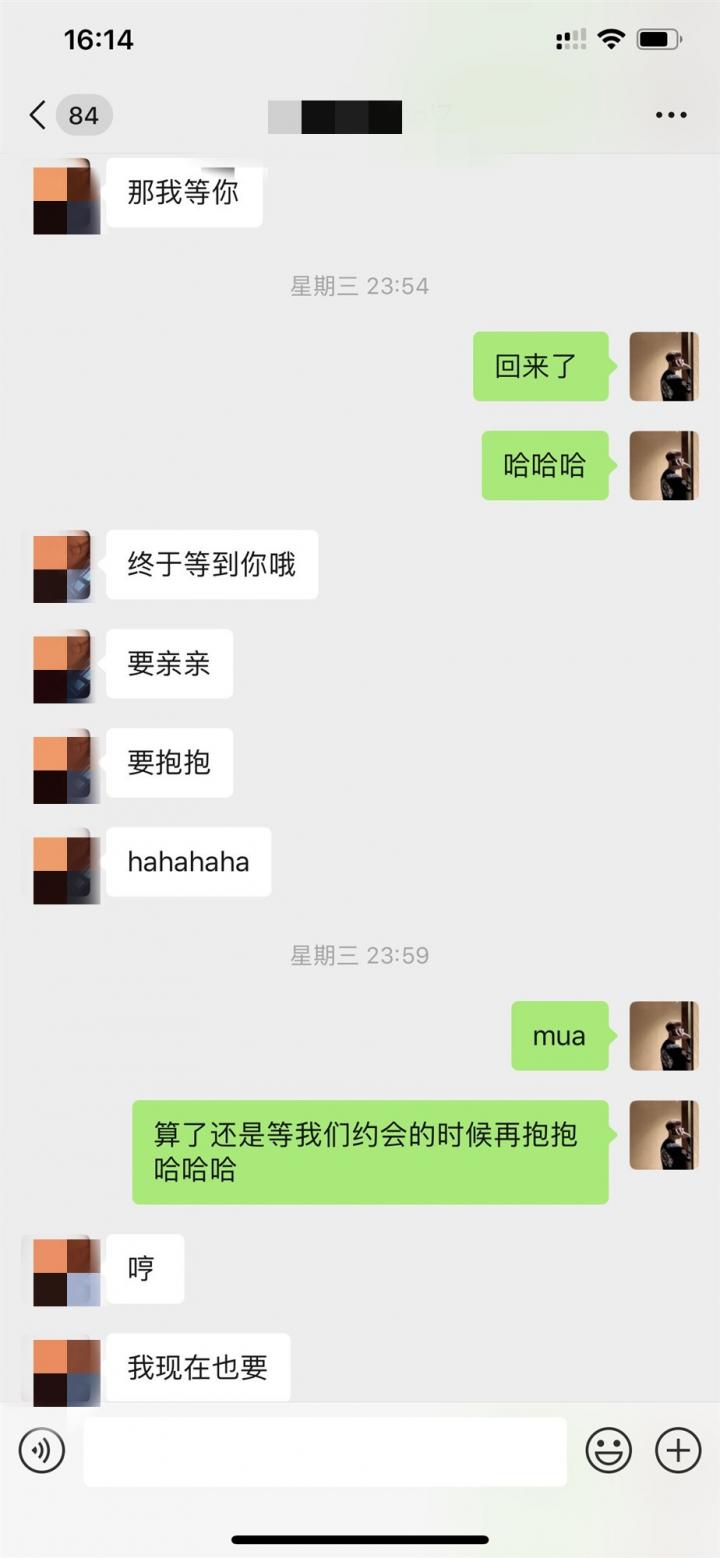 16:14
84
那我等你
星期三 23:54
回来了
哈哈哈
终于等到你哦
要亲亲
要抱抱
hahahaha
星期三 23:59
mua
算了还是等我们约会的时候再抱抱
哈哈哈
哼
我现在也要